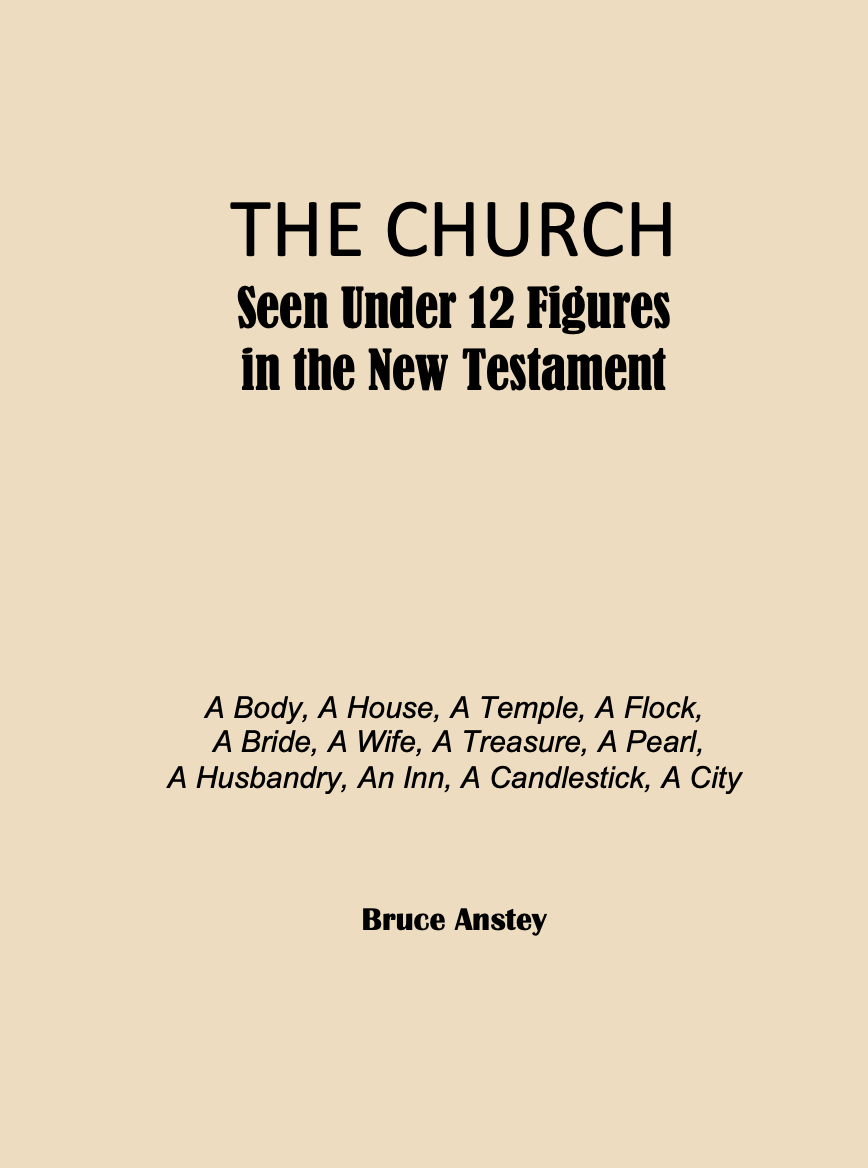 THE CHURCH
Seen Under 12 Figures
in the New Testament
A Body, A House, A Temple, A Flock,
A Bride, A Wife, A Treasure, A Pearl,
A Husbandry, An Inn, A Candlestick, A City
Bruce Anstey